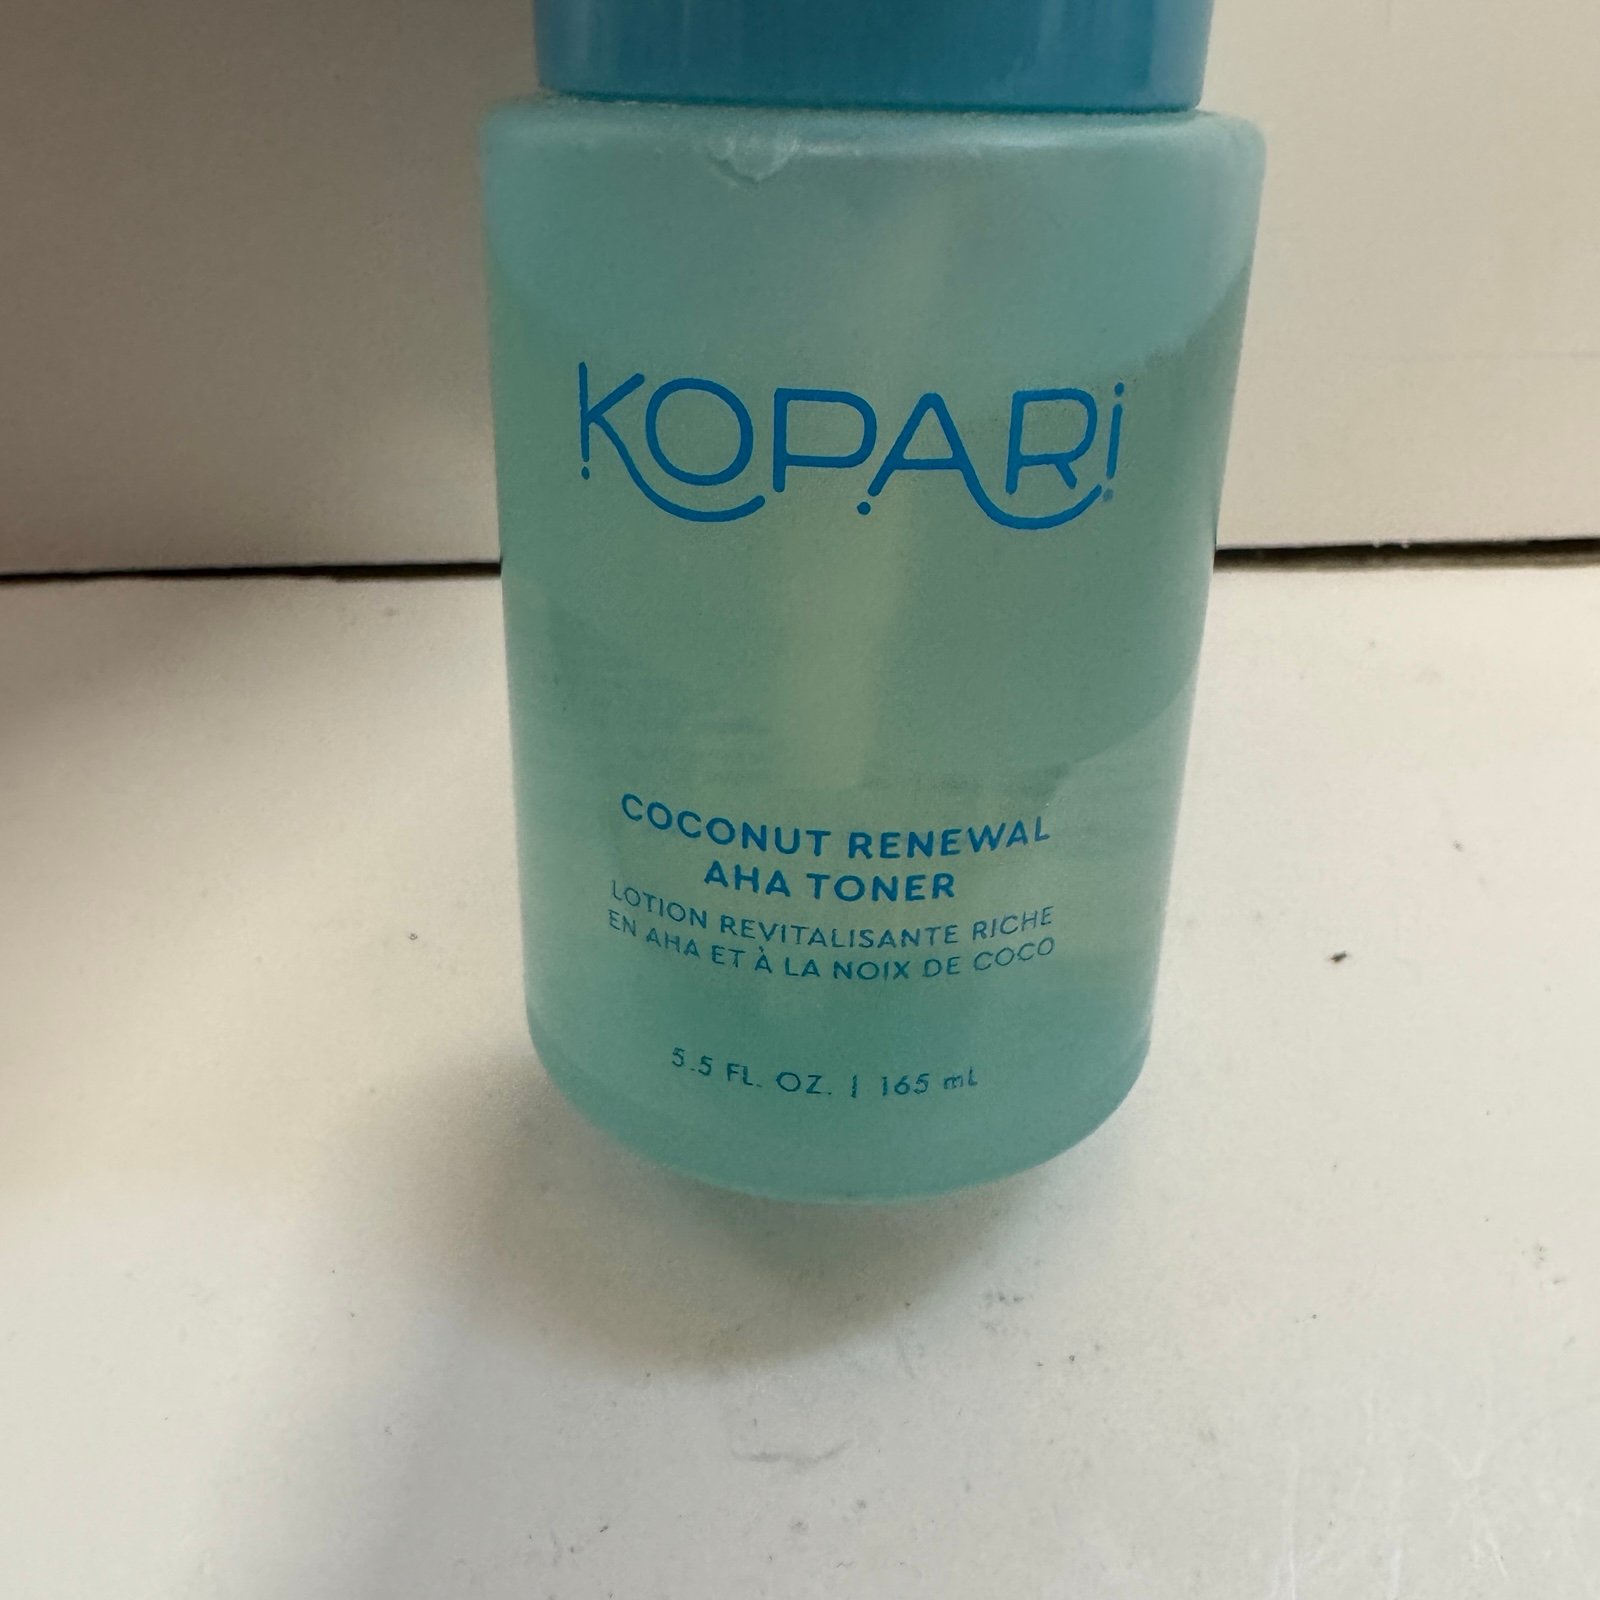 KOPARi
COCONUT RENEWAL
AHA TONER
LOTION REVITALISANTE RICHE
EN AHA ET À LA NOIX DE COCO
5.5 FL. OZ. | 165 mL